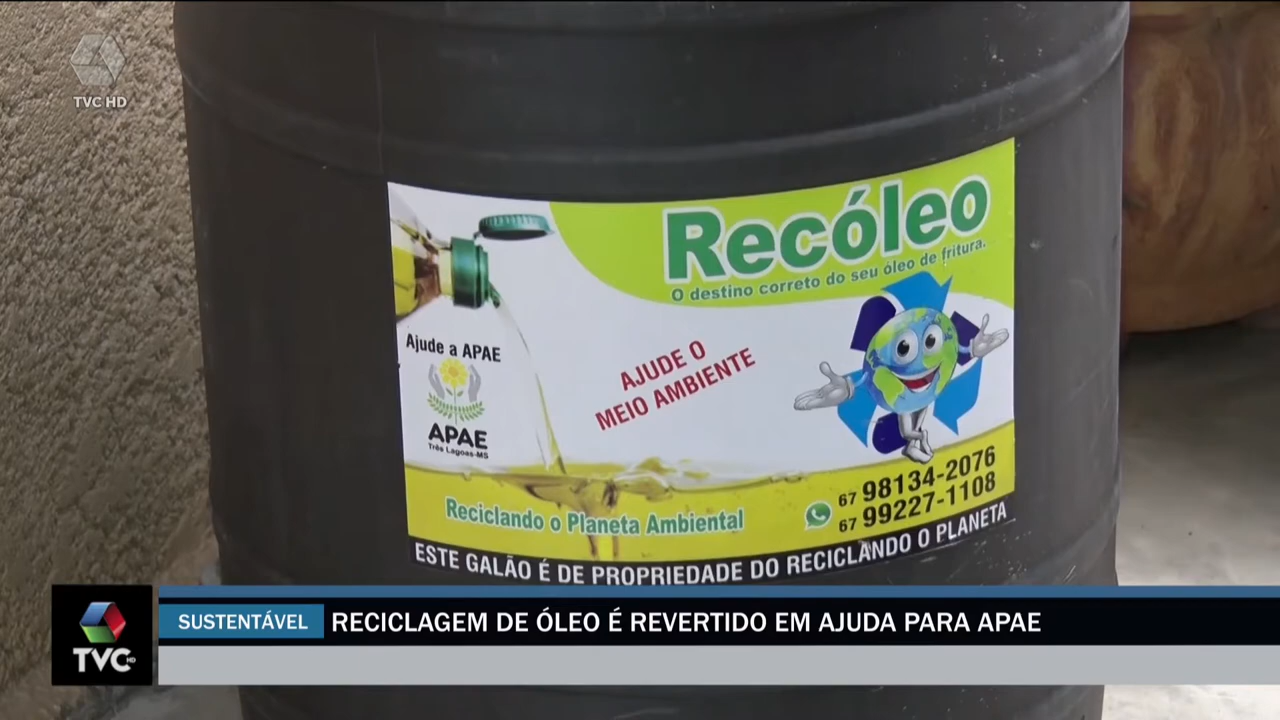 TVC HD
Recóleo
O destino correto do seu óleo de fritura.
Ajude a APAE
APAE
Três Lagoas-MS
AJUDE O
MEIO AMBIENTE
Reciclando o Planeta Ambiental
67 98134-2076
67 99227-1108
ESTE GALÃO É DE PROPRIEDADE DO RECICLANDO O PLANETA
SUSTENTÁVEL RECICLAGEM DE ÓLEO É REVERTIDO EM AJUDA PARA APAE
TVC HD